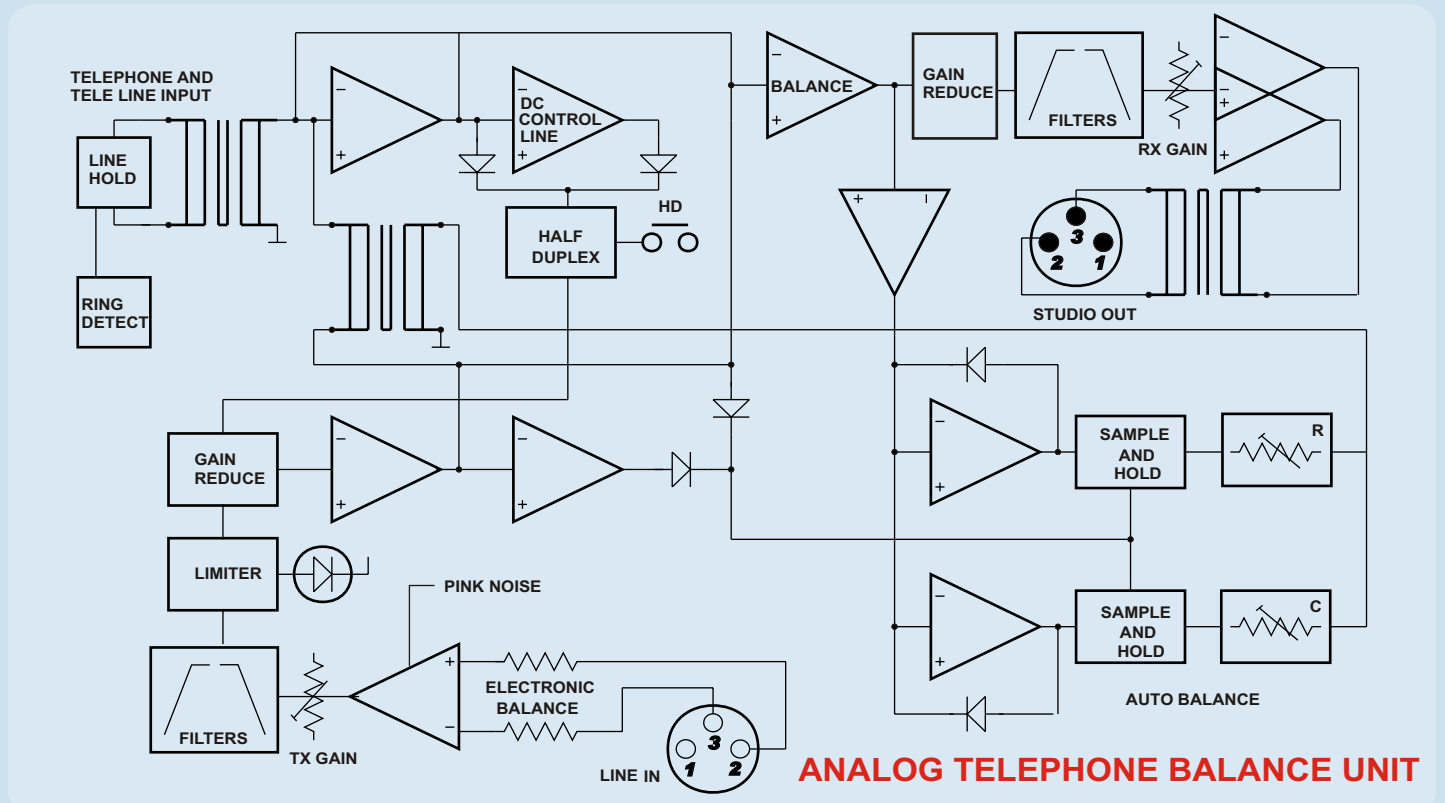 TELEPHONE AND
TELE LINE INPUT
LINE
HOLD
RING
DETECT
−
+
−
DC
CONTROL
LINE
+
HALF
DUPLEX
HD
−
BALANCE
+
GAIN
REDUCE
FILTERS
RX GAIN
−
−
+
+
3
2
1
STUDIO OUT
+
−
GAIN
REDUCE
−
+
−
+
LIMITER
FILTERS
TX GAIN
PINK NOISE
+
−
ELECTRONIC
BALANCE
LINE IN
3
1
2
−
+
SAMPLE
AND
HOLD
R
−
+
SAMPLE
AND
HOLD
C
AUTO BALANCE
ANALOG TELEPHONE BALANCE UNIT